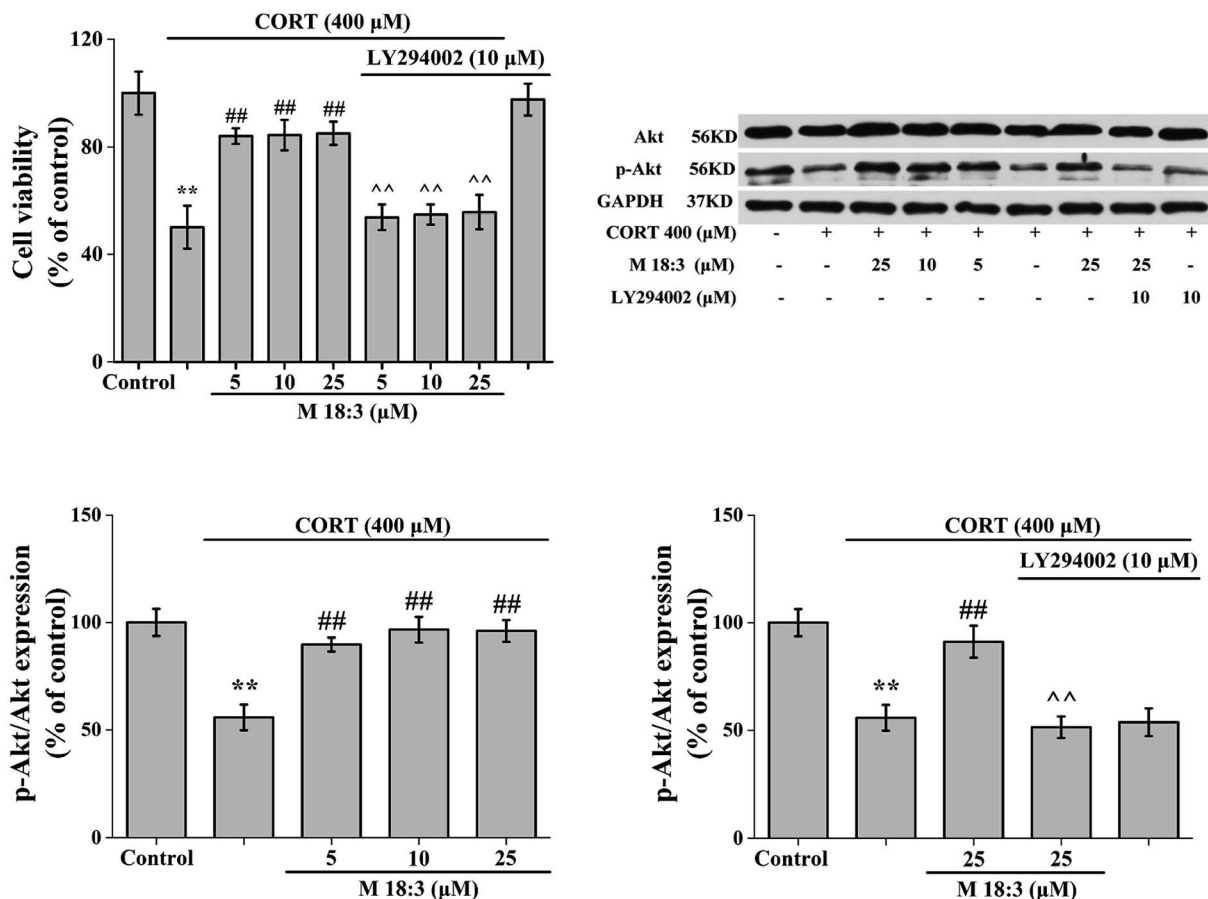 CORT (400 μM)
LY294002 (10 μM)
Cell viability
(% of control)
120
80
40
0
**
##
##
##
^^
^^
^^
Control
5
10
25
5
10
25
M 18:3 (μM)
Akt 56KD
p-Akt 56KD
GAPDH 37KD
CORT 400 (μM) - + + + + + + + +
M 18:3 (μM) - - 25 10 5 - 25 25 -
LY294002 (μM) - - - - - - - 10 10
CORT (400 μM)
p-Akt/Akt expression
(% of control)
150
100
50
0
**
##
##
##
Control
5
10
25
M 18:3 (μM)
CORT (400 μM)
LY294002 (10 μM)
p-Akt/Akt expression
(% of control)
150
100
50
0
**
##
^^
Control
25
25
M 18:3 (μM)